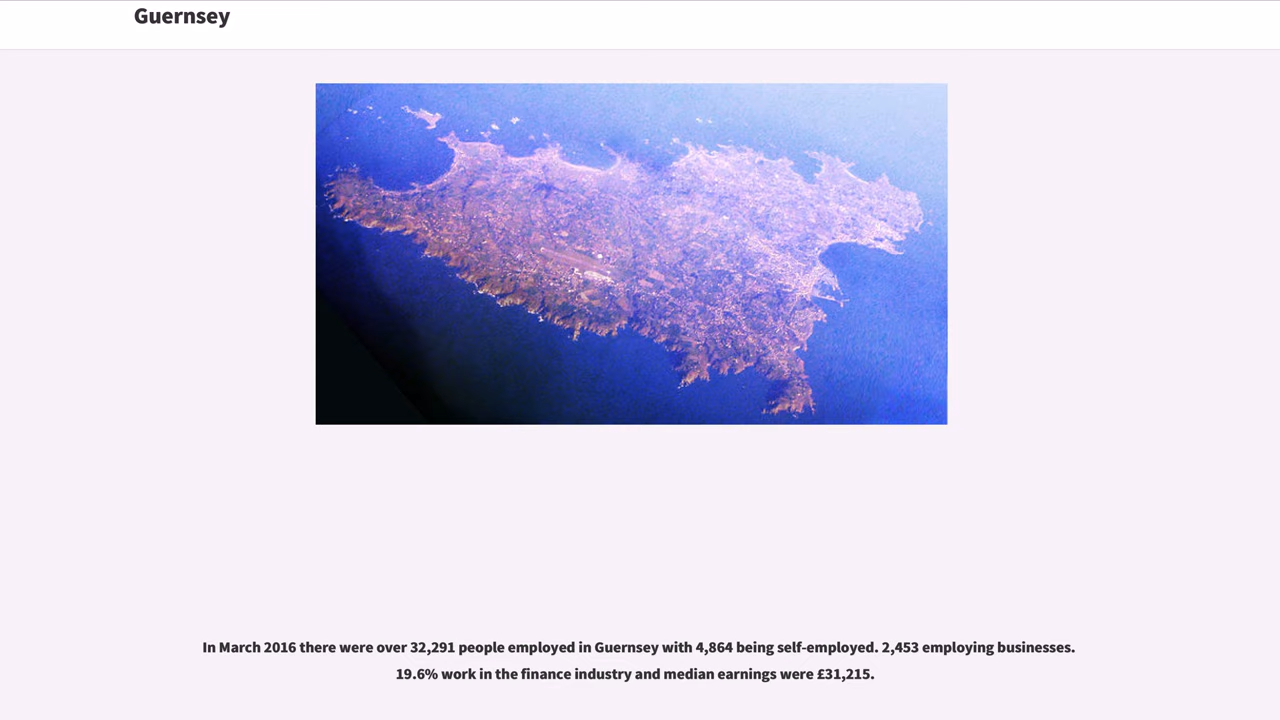 Guernsey
In March 2016 there were over 32,291 people employed in Guernsey with 4,864 being self-employed. 2,453 employing businesses.
19.6% work in the finance industry and median earnings were £31,215.